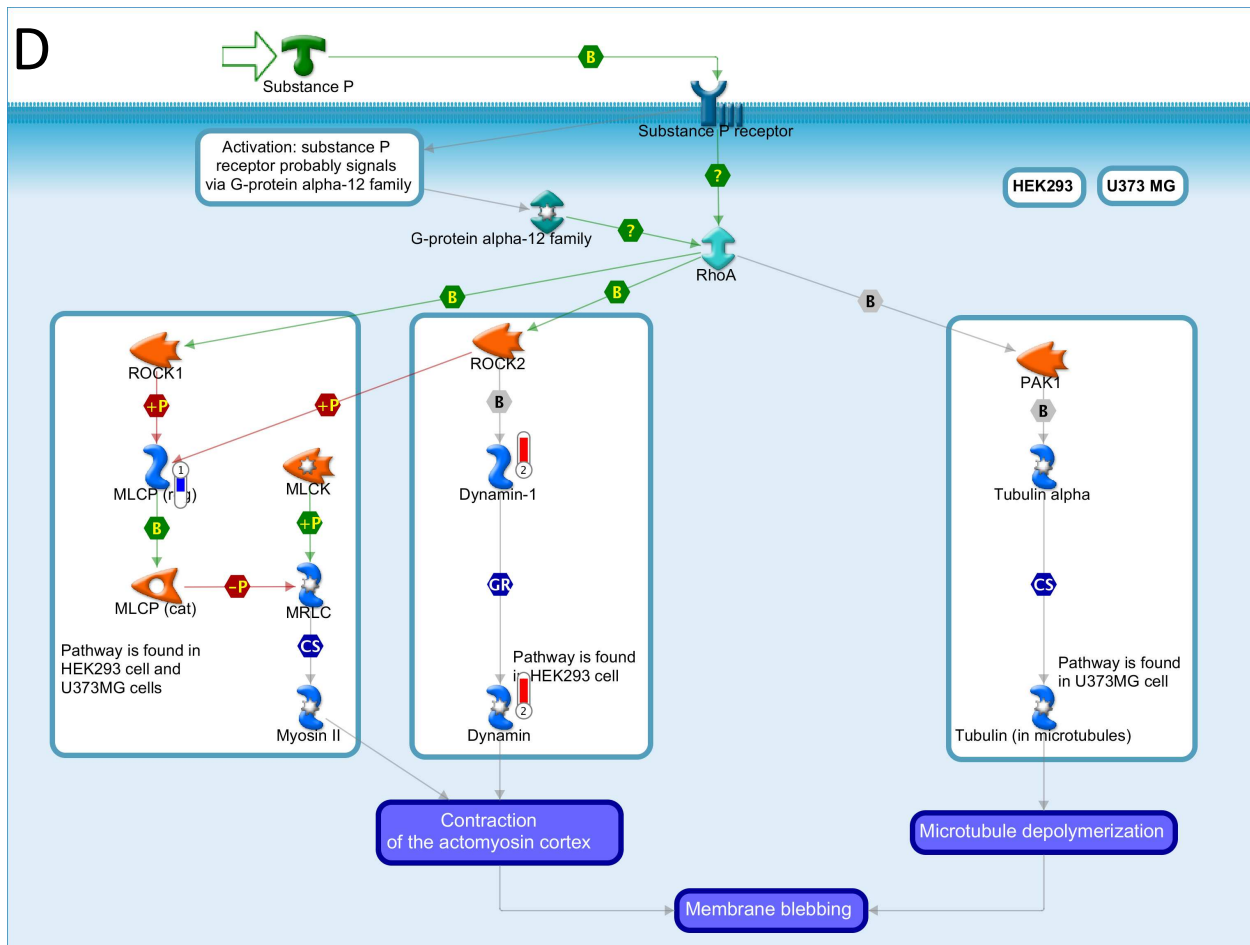 D
B
Substance P
Substance P receptor
Activation: substance P
receptor probably signals
via G-protein alpha-12 family
?
HEK293
U373 MG
?
G-protein alpha-12 family
RhoA
B
B
B
ROCK1
ROCK2
PAK1
+P
+P
B
B
1
2
MLCP (reg)
MLCK
Dynamin-1
Tubulin alpha
B
+P
MLCP (cat)
–P
MRLC
GR
CS
Pathway is found in
HEK293 cell and
U373MG cells
CS
Pathway is found
in HEK293 cell
Pathway is found
in U373MG cell
2
Myosin II
Dynamin
Tubulin (in microtubules)
Contraction
of the actomyosin cortex
Microtubule depolymerization
Membrane blebbing